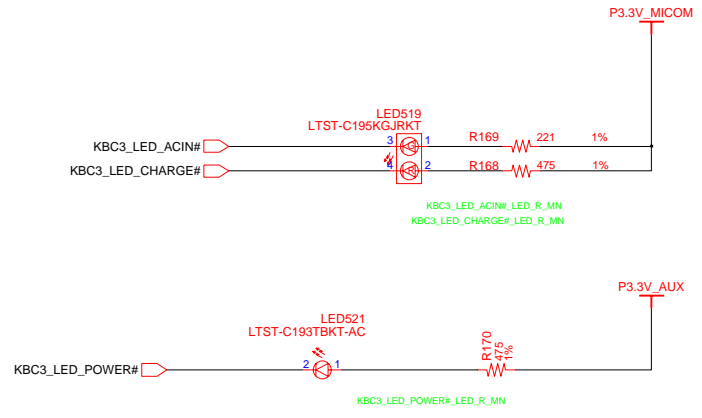 P3.3V_MICOM
LED519
LTST-C195KGJRKT
KBC3_LED_ACIN# 3 1 R169 221 1%
KBC3_LED_CHARGE# 4 2 R168 475 1%
KBC3_LED_ACIN#_LED_R_MN
KBC3_LED_CHARGE#_LED_R_MN
P3.3V_AUX
LED521
LTST-C193TBKT-AC
R170
475
1%
KBC3_LED_POWER# 2 1
KBC3_LED_POWER#_LED_R_MN